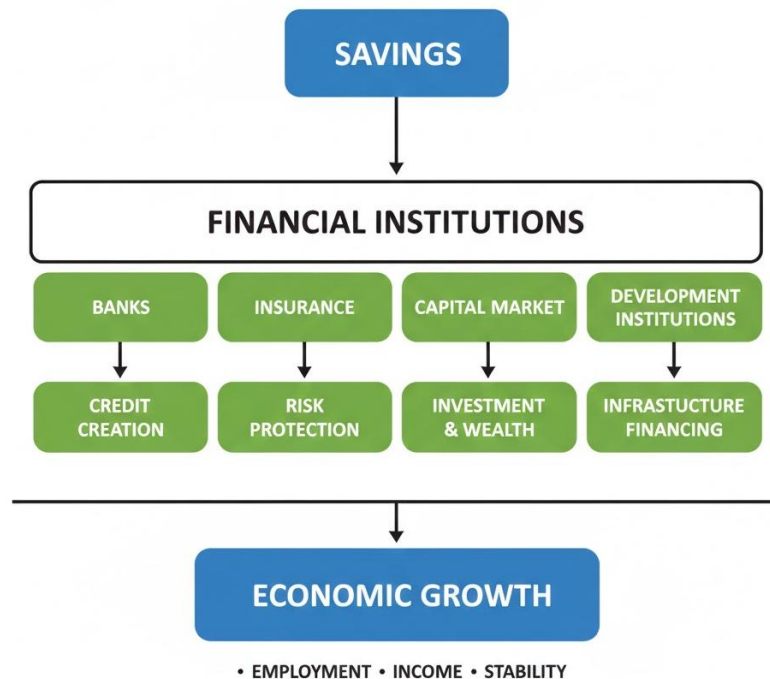 SAVINGS
FINANCIAL INSTITUTIONS
BANKS
INSURANCE
CAPITAL MARKET
DEVELOPMENT
INSTITUTIONS
CREDIT
CREATION
RISK
PROTECTION
INVESTMENT
& WEALTH
INFRASTUCTURE
FINANCING
ECONOMIC GROWTH
• EMPLOYMENT • INCOME • STABILITY